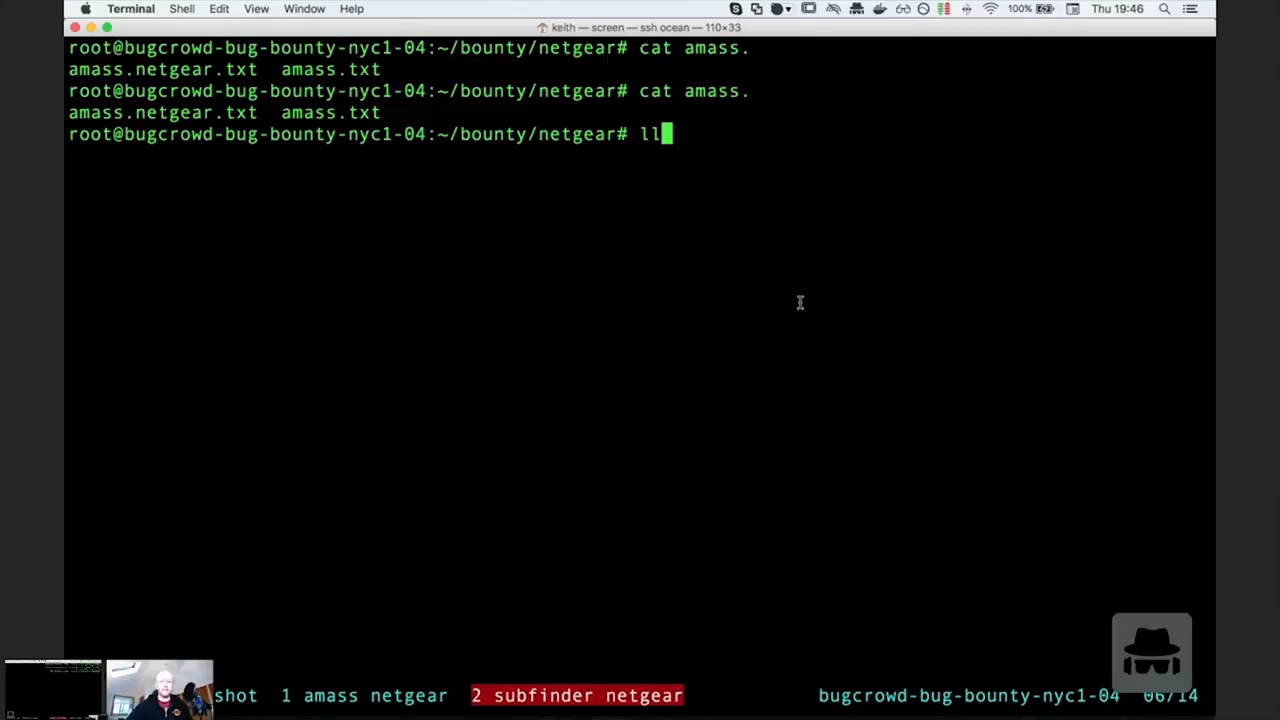 Terminal Shell Edit View Window Help 100% Thu 19:46
keith — screen — ssh ocean — 110×33
root@bugcrowd-bug-bounty-nyc1-04:~/bounty/netgear# cat amass.
amass.netgear.txt  amass.txt
root@bugcrowd-bug-bounty-nyc1-04:~/bounty/netgear# cat amass.
amass.netgear.txt  amass.txt
root@bugcrowd-bug-bounty-nyc1-04:~/bounty/netgear# ll
shot  1 amass netgear  2 subfinder netgear  bugcrowd-bug-bounty-nyc1-04  06/14